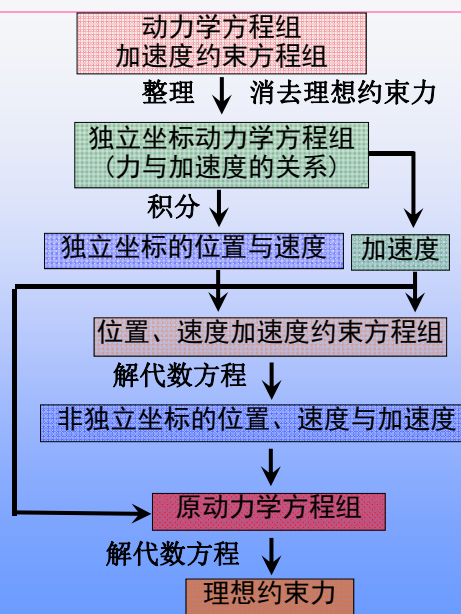 动力学方程组
加速度约束方程组
整理
消去理想约束力
独立坐标动力学方程组
(力与加速度的关系)
积分
独立坐标的位置与速度
加速度
位置、速度加速度约束方程组
解代数方程
非独立坐标的位置、速度与加速度
原动力学方程组
解代数方程
理想约束力